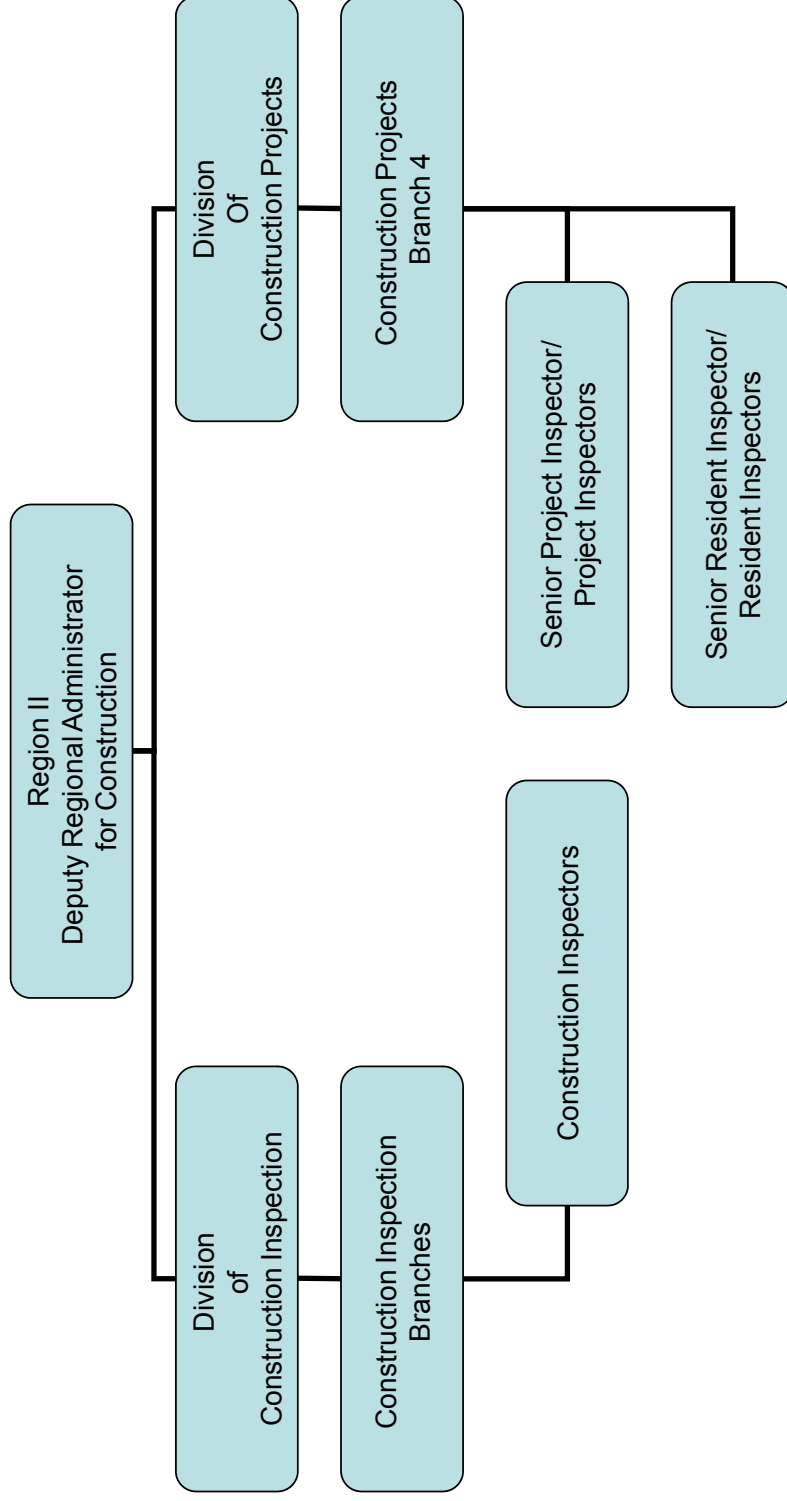 Region II
Deputy Regional Administrator
for Construction
Division
of
Construction Inspection
Division
Of
Construction Projects
Construction Inspection
Branches
Construction Projects
Branch 4
Construction Inspectors
Senior Project Inspector/
Project Inspectors
Senior Resident Inspector/
Resident Inspectors